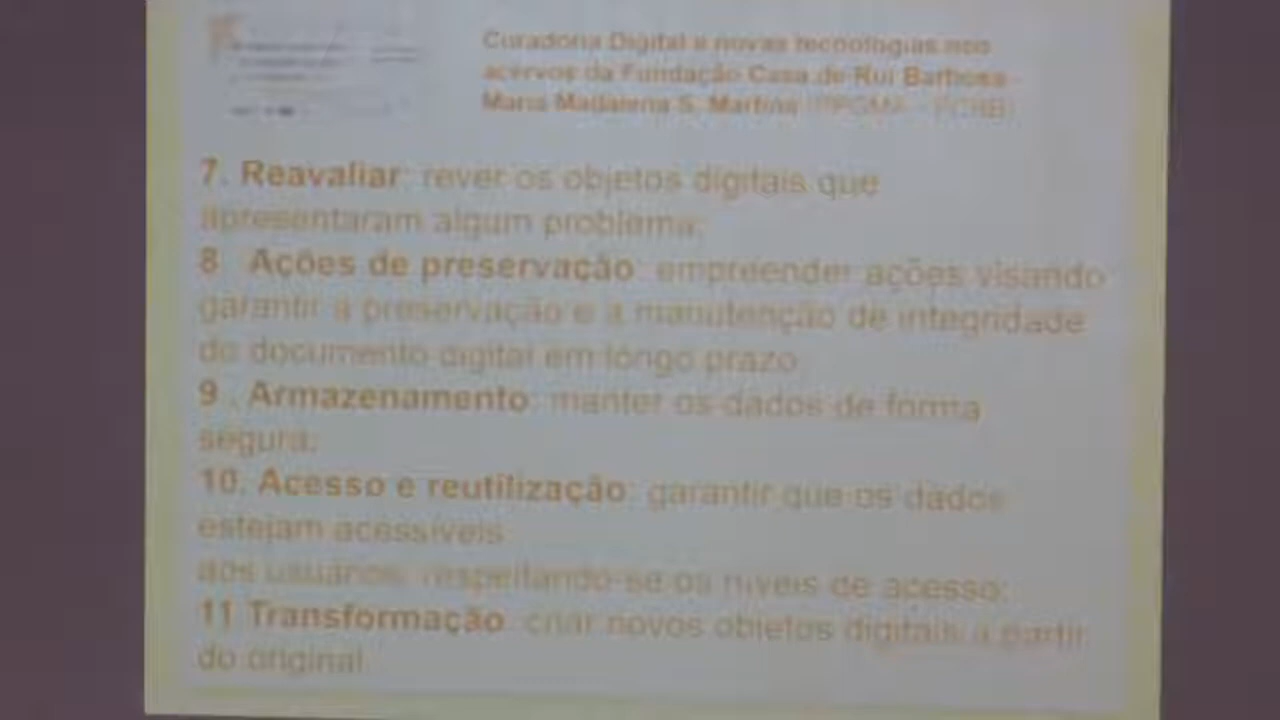 Curadoria Digital e novas tecnologias nos
acervos da Fundação Casa de Rui Barbosa -
Maria Madalena S. Martins (PPGMA - FCRB)
7. Reavaliar: rever os objetos digitais que
apresentaram algum problema;
8 Ações de preservação: empreender ações visando
garantir a preservação e a manutenção de integridade
do documento digital em longo prazo
9 . Armazenamento: manter os dados de forma
segura;
10. Acesso e reutilização: garantir que os dados
estejam acessíveis
aos usuários, respeitando-se os níveis de acesso;
11 Transformação: criar novos objetos digitais a partir
do original